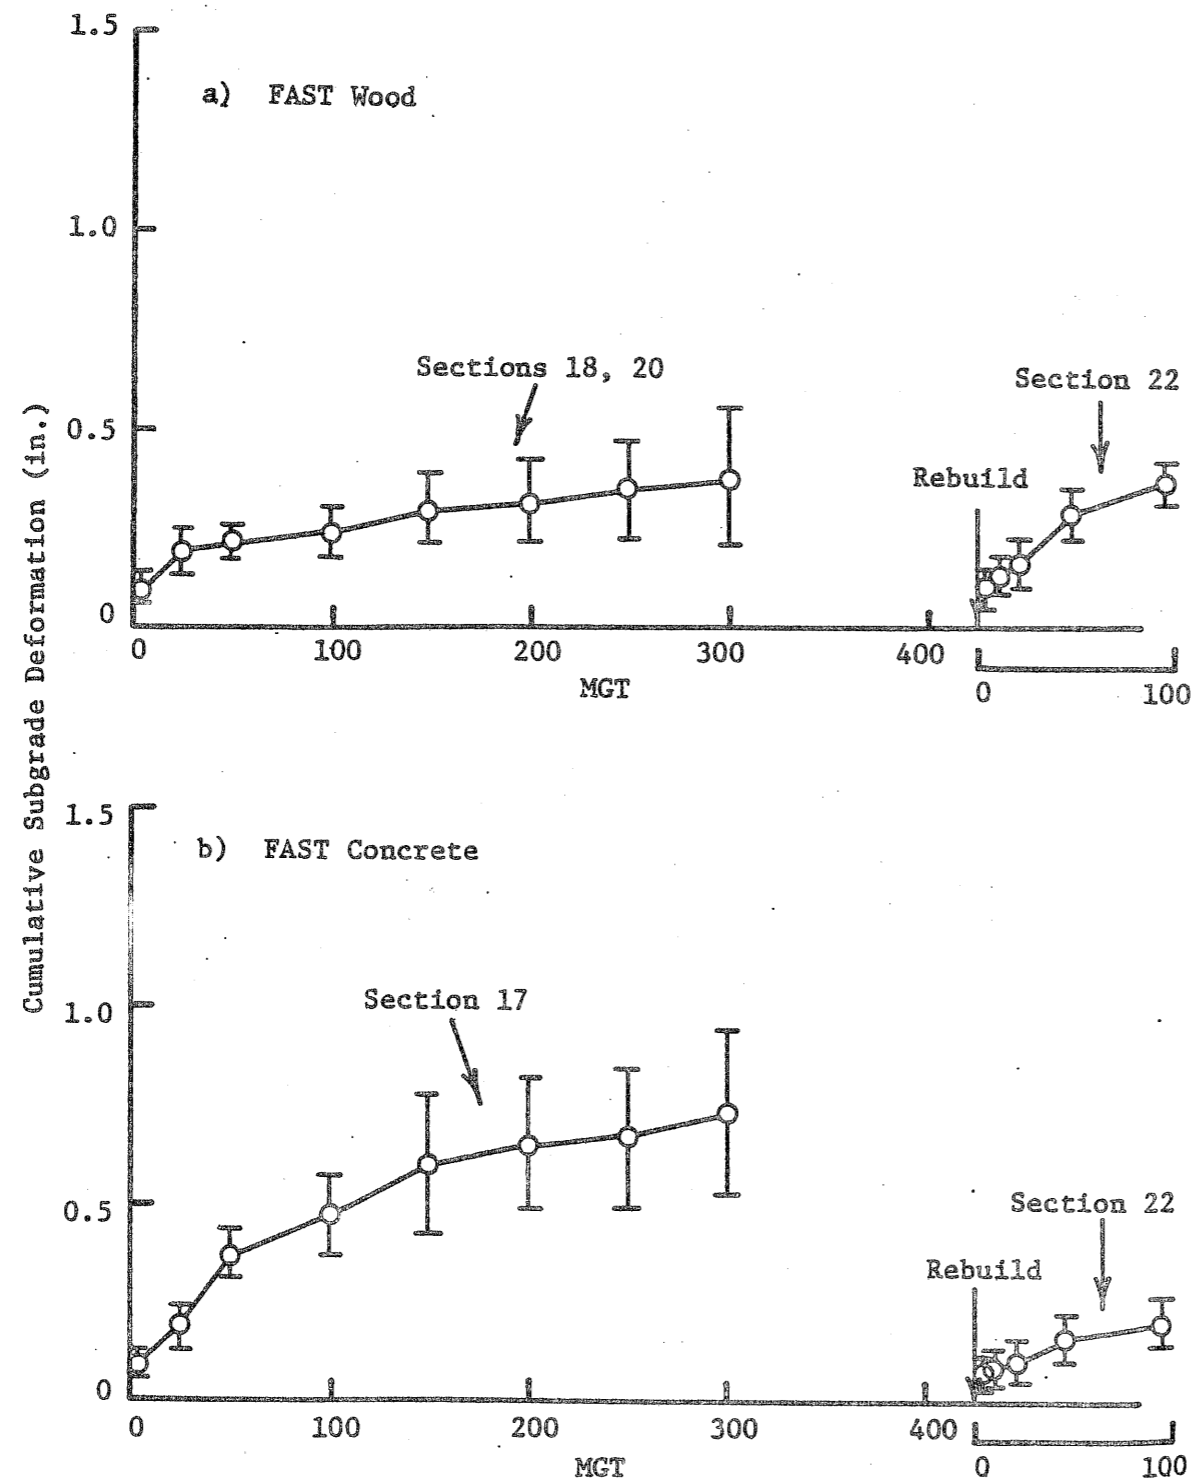 1.5
a) FAST Wood
1.0
Sections 18, 20
Section 22
0.5
Rebuild
0
0 100 200 300 400
MGT
0 100
Cumulative Subgrade Deformation (in.)
1.5
b) FAST Concrete
1.0
Section 17
0.5
Section 22
Rebuild
0
0 100 200 300 400
MGT
0 100